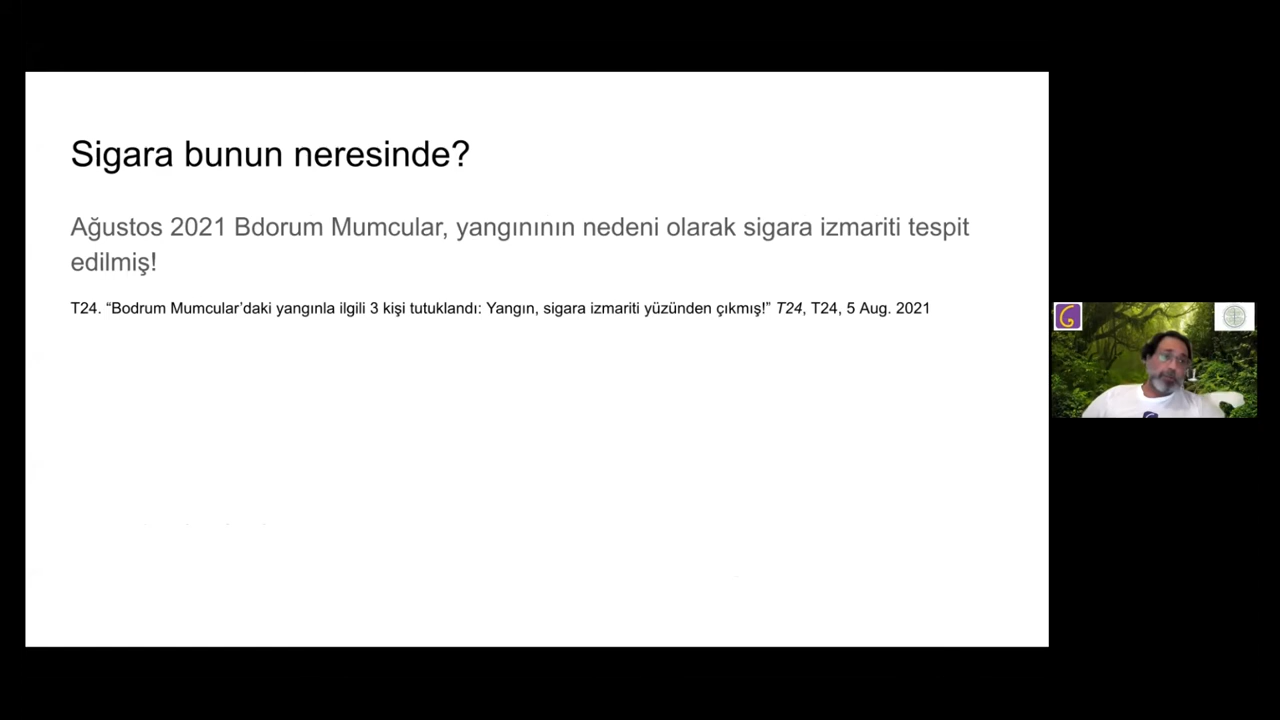 Sigara bunun neresinde?
Ağustos 2021 Bdorum Mumcular, yangınının nedeni olarak sigara izmariti tespit
edilmiş!
T24. “Bodrum Mumcular’daki yangınla ilgili 3 kişi tutuklandı: Yangın, sigara izmariti yüzünden çıkmış!” T24, T24, 5 Aug. 2021